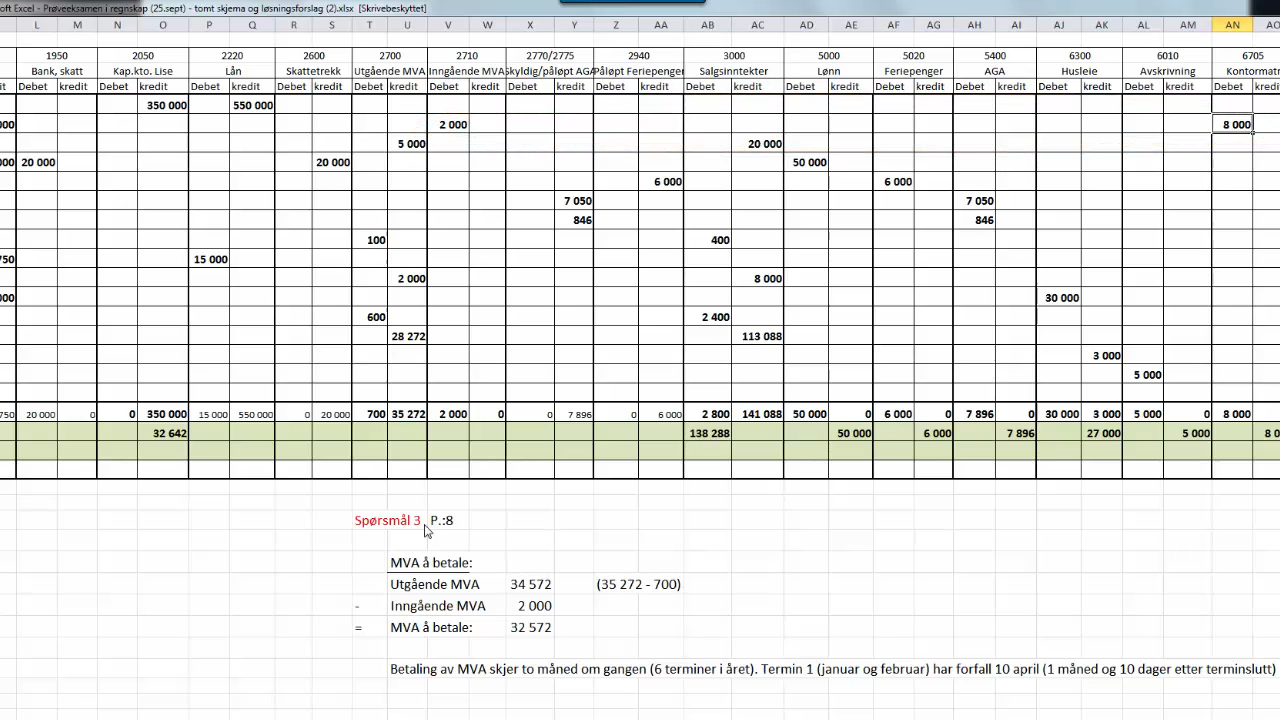 oft Excel - Prøveeksamen i regnskap (25.sept) - tomt skjema og løsningsforslag (2).xlsx [Skrivebeskyttet]
L M N O P Q R S T U V W X Y Z AA AB AC AD AE AF AG AH AI AJ AK AL AM AN AO
1950 2050 2220 2600 2700 2710 2770/2775 2940 3000 5000 5020 5400 6300 6010 6705
Bank, skatt Kap.kto. Lise Lån Skattetrekk Utgående MVA Inngående MVA skyldig/påløpt AGA Påløpt Feriepenger Salgsinntekter Lønn Feriepenger AGA Husleie Avskrivning Kontormatr
it Debet kredit Debet kredit Debet kredit Debet kredit Debet kredit Debet kredit Debet kredit Debet kredit Debet kredit Debet kredit Debet kredit Debet kredit Debet kredit Debet kredit Debet kredit
350 000 550 000
000 2 000 8 000
5 000 20 000
000 20 000 20 000 50 000
6 000 6 000
7 050 7 050
846 846
100 400
750 15 000
2 000 8 000
000 30 000
600 2 400
28 272 113 088
3 000
5 000
750 20 000 0 0 350 000 15 000 550 000 0 20 000 700 35 272 2 000 0 0 7 896 0 6 000 2 800 141 088 50 000 0 6 000 0 7 896 0 30 000 3 000 5 000 0 8 000
32 642 138 288 50 000 6 000 7 896 27 000 5 000 8 0
Spørsmål 3 P.:8
MVA å betale:
Utgående MVA 34 572 (35 272 - 700)
- Inngående MVA 2 000
= MVA å betale: 32 572
Betaling av MVA skjer to måned om gangen (6 terminer i året). Termin 1 (januar og februar) har forfall 10 april (1 måned og 10 dager etter terminslutt)